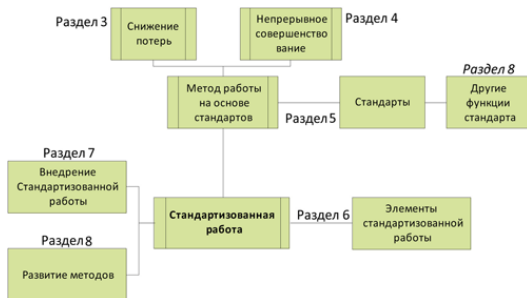 Раздел 3
Снижение
потерь
Непрерывное
совершенство
вание
Раздел 4
Метод работы
на основе
стандартов
Раздел 5
Стандарты
Раздел 8
Другие
функции
стандарта
Раздел 7
Внедрение
Стандартизованной
работы
Стандартизованная
работа
Раздел 6
Элементы
стандартизованной
работы
Раздел 8
Развитие методов